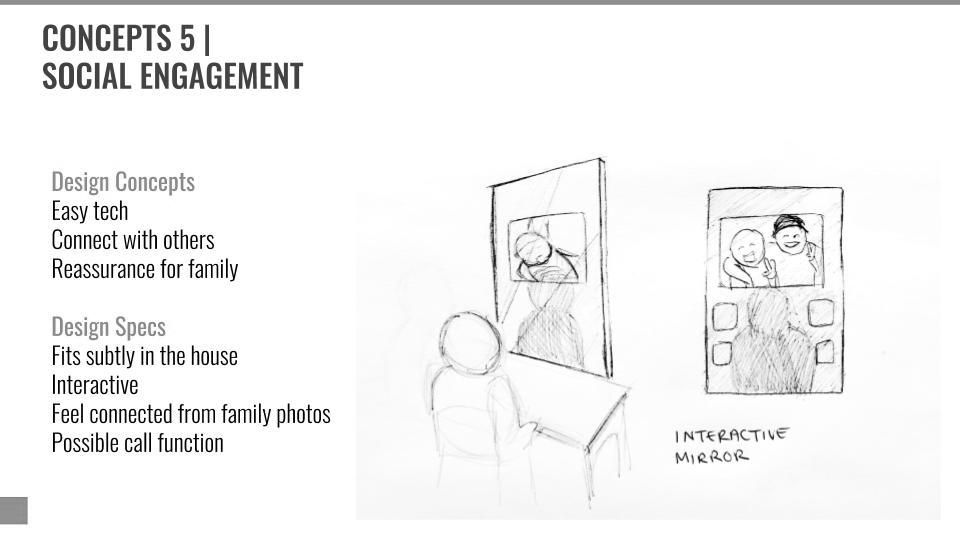 CONCEPTS 5 |
SOCIAL ENGAGEMENT
Design Concepts
Easy tech
Connect with others
Reassurance for family
Design Specs
Fits subtly in the house
Interactive
Feel connected from family photos
Possible call function
INTERACTIVE
MIRROR